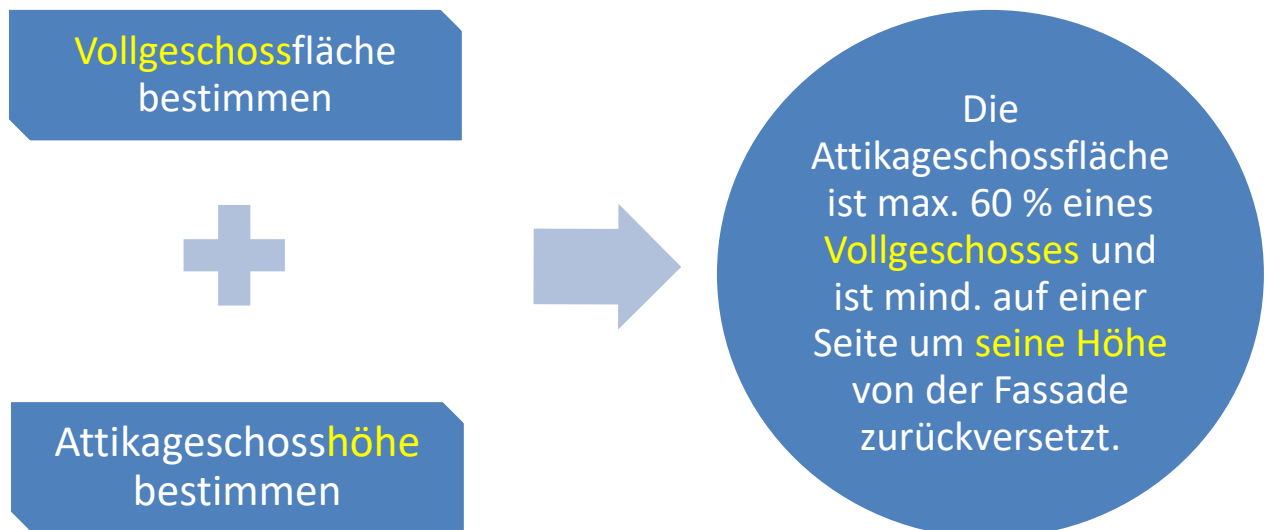 Vollgeschossfläche
bestimmen
Attikageschosshöhe
bestimmen
Die
Attikageschossfläche
ist max. 60 % eines
Vollgeschosses und
ist mind. auf einer
Seite um seine Höhe
von der Fassade
zurückversetzt.